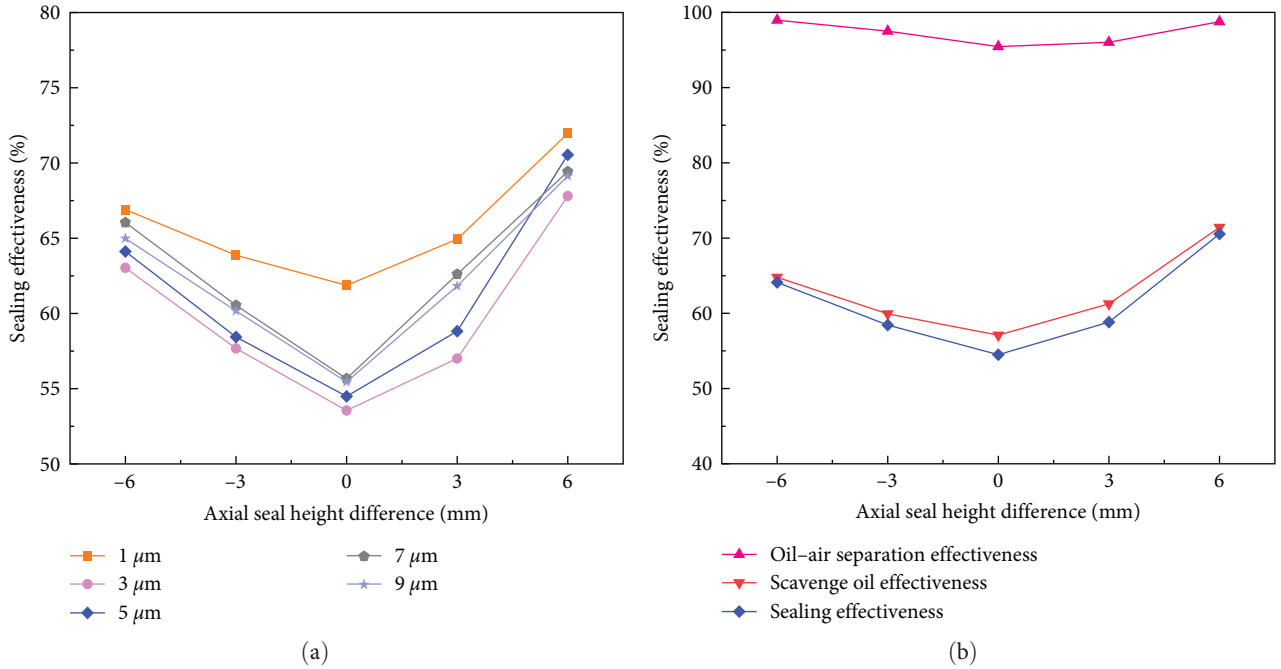 80
75
70
65
60
55
50
Sealing effectiveness (%)
−6
−3
0
3
6
Axial seal height difference (mm)
1 μm
3 μm
5 μm
7 μm
9 μm
(a)
100
90
80
70
60
50
40
Sealing effectiveness (%)
−6
−3
0
3
6
Axial seal height difference (mm)
Oil–air separation effectiveness
Scavenge oil effectiveness
Sealing effectiveness
(b)